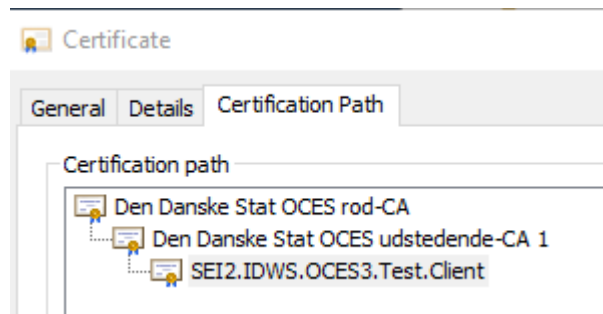 Certificate
General Details Certification Path
Certification path
Den Danske Stat OCES rod-CA
Den Danske Stat OCES udstedende-CA 1
SEI2.IDWS.OCES3.Test.Client